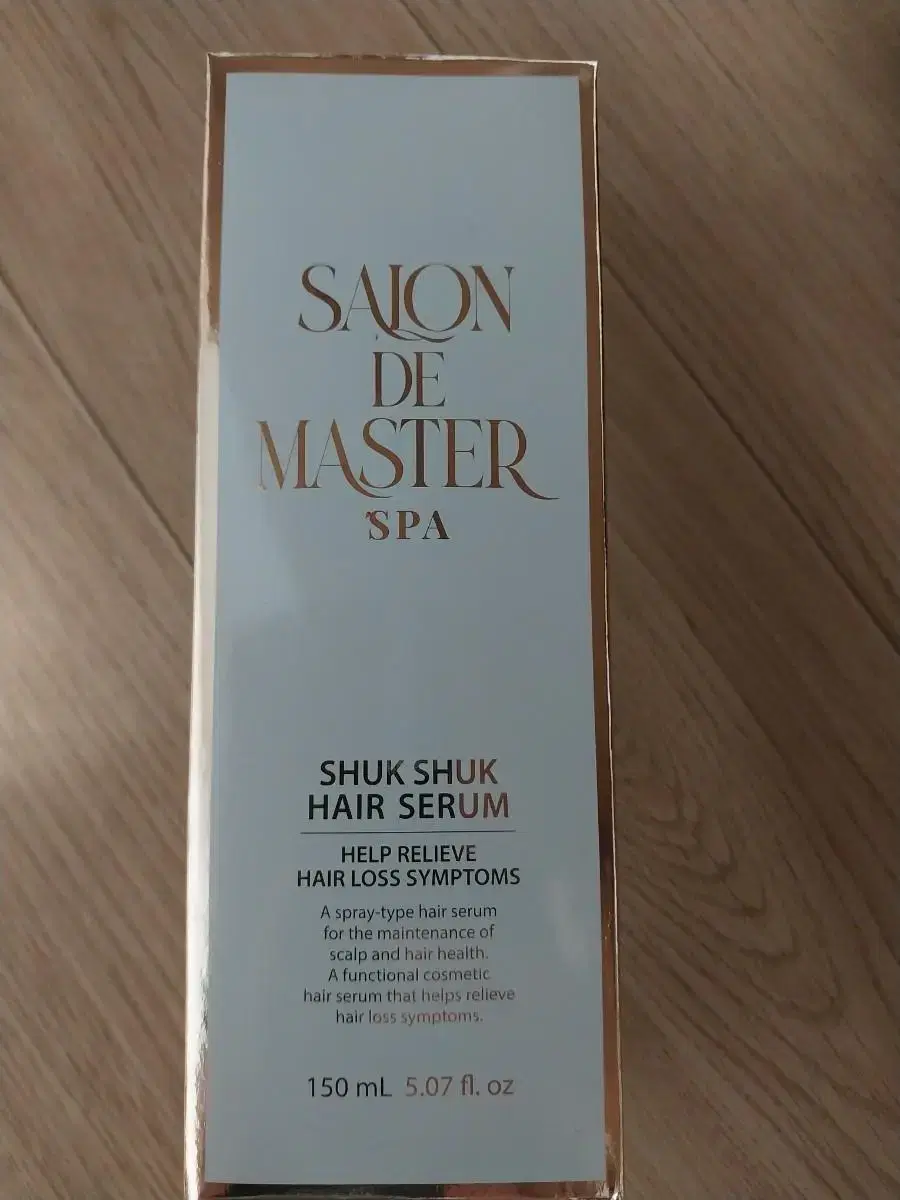 SALON
DE
MASTER
SPA
SHUK SHUK
HAIR SERUM
HELP RELIEVE
HAIR LOSS SYMPTOMS
A spray-type hair serum
for the maintenance of
scalp and hair health.
A functional cosmetic
hair serum that helps relieve
hair loss symptoms.
150 mL 5.07 fl. oz